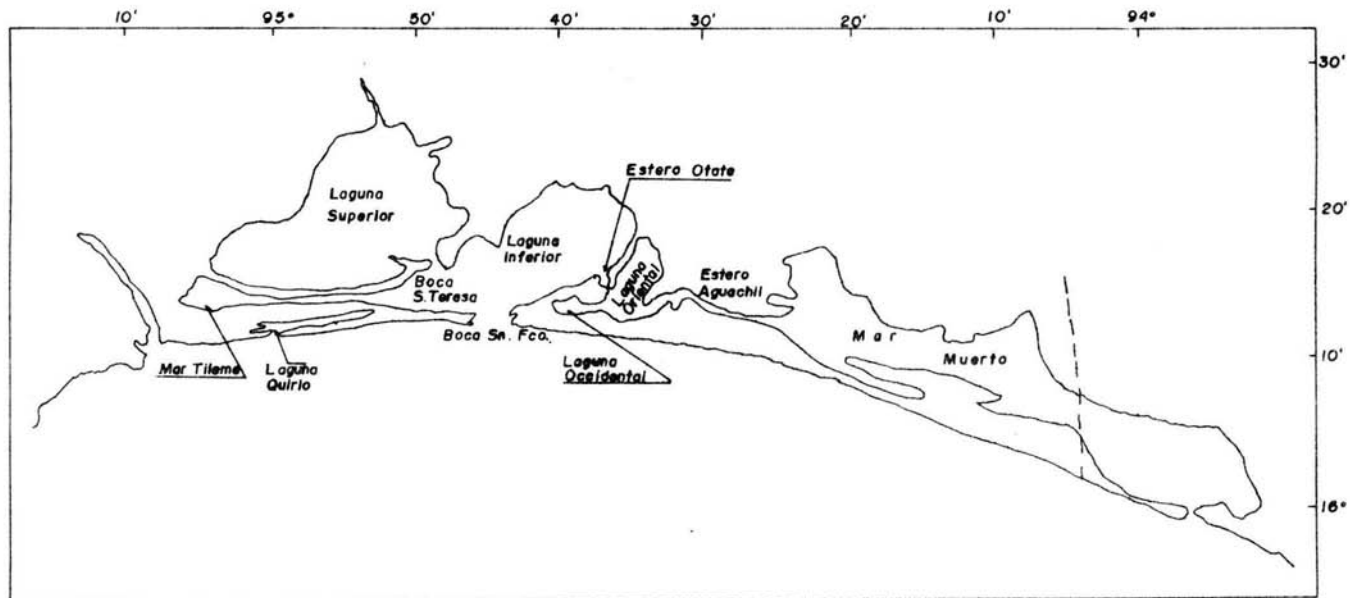 10' 95° 50' 40' 30' 20' 10' 94°
30'
20'
10'
16°
Laguna
Superior
Estero Otate
Laguna
Inferior
Laguna
Oriental
Boca
S. Teresa
Estero
Aguachil
Mar Tileme
Laguna
Quirio
Boca Sn. Fco.
Laguna
Occidental
Mar
Muerto